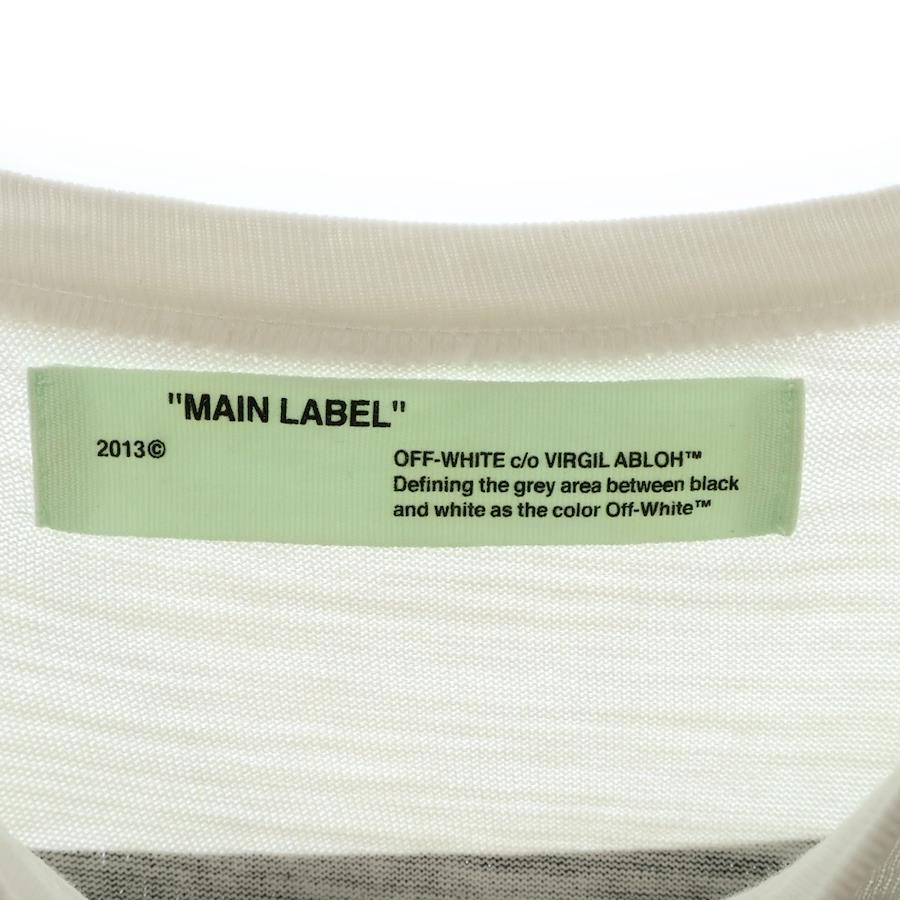 "MAIN LABEL"
2013©
OFF-WHITE c/o VIRGIL ABLOH™
Defining the grey area between black
and white as the color Off-White™